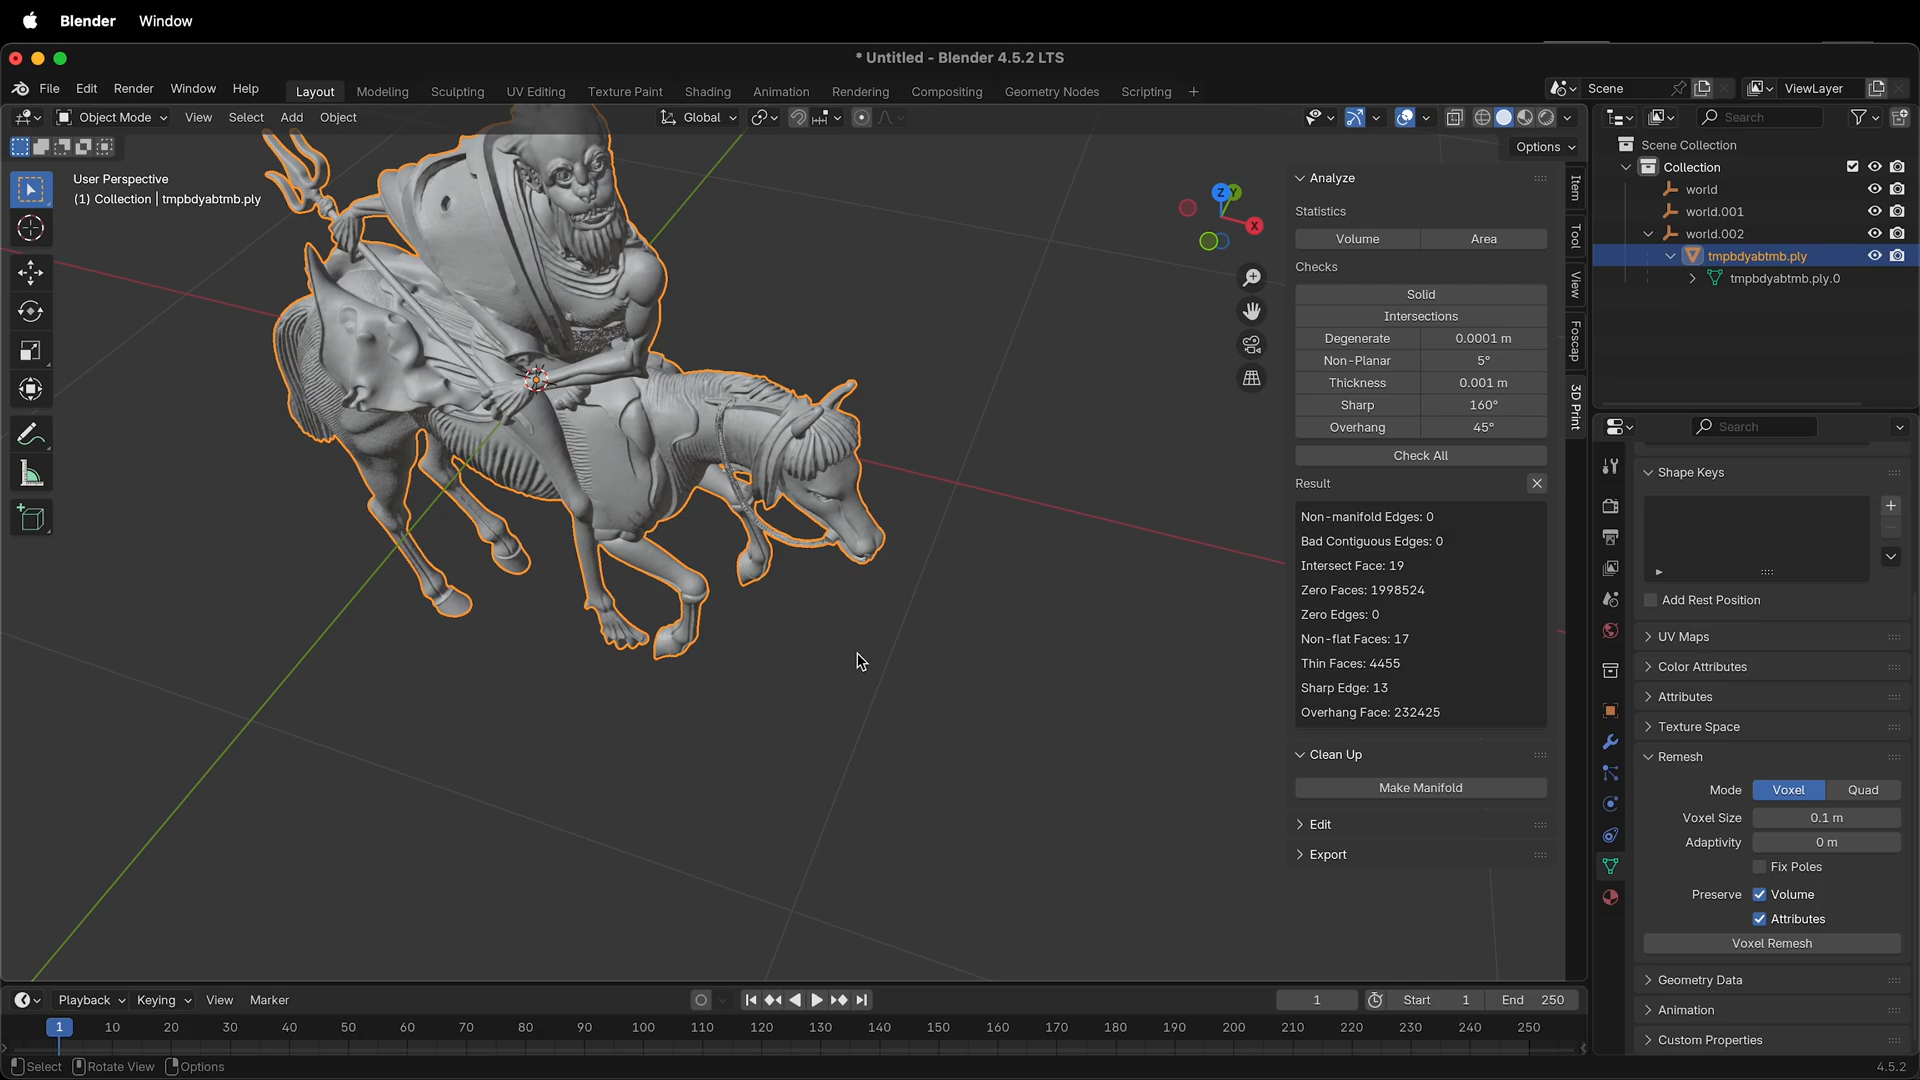 Blender Window
* Untitled - Blender 4.5.2 LTS
File Edit Render Window Help Layout Modeling Sculpting UV Editing Texture Paint Shading Animation Rendering Compositing Geometry Nodes Scripting + Scene ViewLayer
Object Mode View Select Add Object Global Search
Options
User Perspective
(1) Collection | tmpbdyabtmb.ply
Z Y
X
Analyze
Statistics
Volume Area
Checks
Solid
Intersections
Degenerate 0.0001 m
Non-Planar 5°
Thickness 0.001 m
Sharp 160°
Overhang 45°
Check All
Result
Non-manifold Edges: 0
Bad Contiguous Edges: 0
Intersect Face: 19
Zero Faces: 1998524
Zero Edges: 0
Non-flat Faces: 17
Thin Faces: 4455
Sharp Edge: 13
Overhang Face: 232425
Clean Up
Make Manifold
Edit
Export
Item
Tool
View
Foscap
3D Print
Scene Collection
Collection
world
world.001
world.002
tmpbdyabtmb.ply
tmpbdyabtmb.ply.0
Search
Shape Keys
Add Rest Position
UV Maps
Color Attributes
Attributes
Texture Space
Remesh
Mode Voxel Quad
Voxel Size 0.1 m
Adaptivity 0 m
Fix Poles
Preserve Volume
Attributes
Voxel Remesh
Geometry Data
Animation
Custom Properties
Playback Keying View Marker 1 Start 1 End 250
1 10 20 30 40 50 60 70 80 90 100 110 120 130 140 150 160 170 180 190 200 210 220 230 240 250
Select Rotate View Options 4.5.2